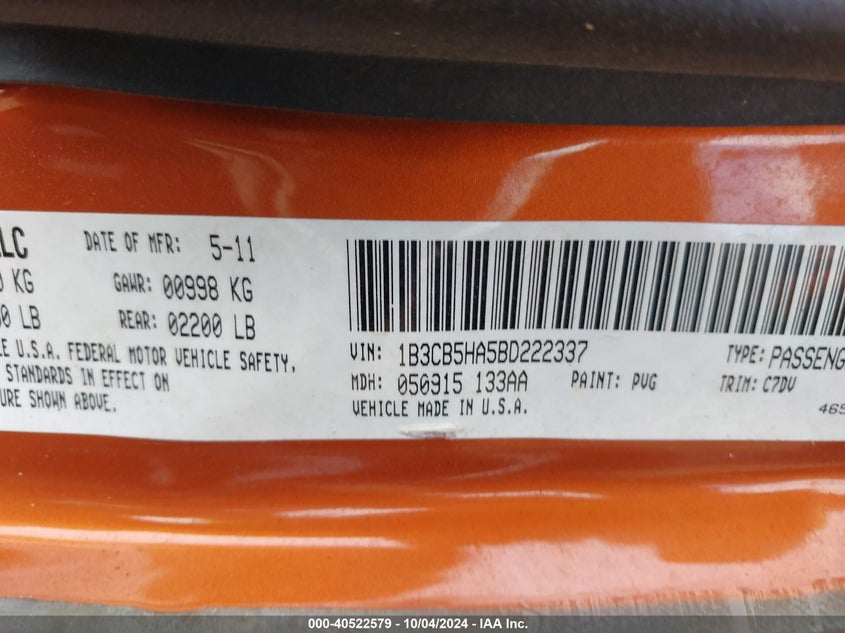 LC
DATE OF MFR: 5-11
KG
GAWR: 00998 KG
0 LB
REAR: 02200 LB
E U.S.A. FEDERAL MOTOR VEHICLE SAFETY,
STANDARDS IN EFFECT ON
URE SHOWN ABOVE.
VIN: 1B3CB5HA5BD222337
TYPE: PASSENG
MDH: 050915 133AA
PAINT: PVG
TRIM: C7DV
VEHICLE MADE IN U.S.A.
465
000-40522579 - 10/04/2024 - IAA Inc.